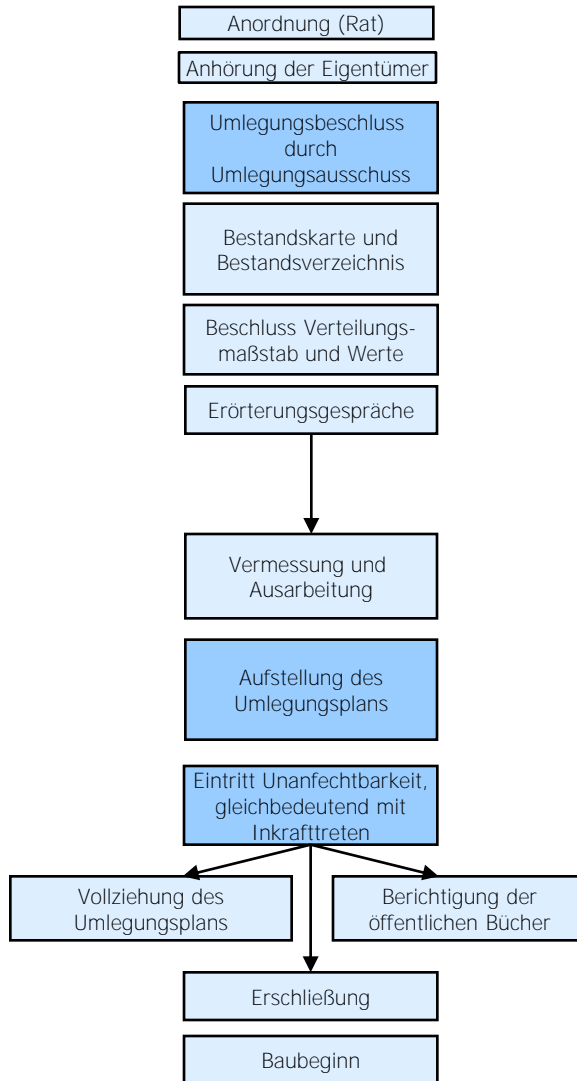 Anordnung (Rat)
Anhörung der Eigentümer
Umlegungsbeschluss
durch
Umlegungsausschuss
Bestandskarte und
Bestandsverzeichnis
Beschluss Verteilungs-
maßstab und Werte
Erörterungsgespräche
Vermessung und
Ausarbeitung
Aufstellung des
Umlegungsplans
Eintritt Unanfechtbarkeit,
gleichbedeutend mit
Inkrafttreten
Vollziehung des
Umlegungsplans
Berichtigung der
öffentlichen Bücher
Erschließung
Baubeginn